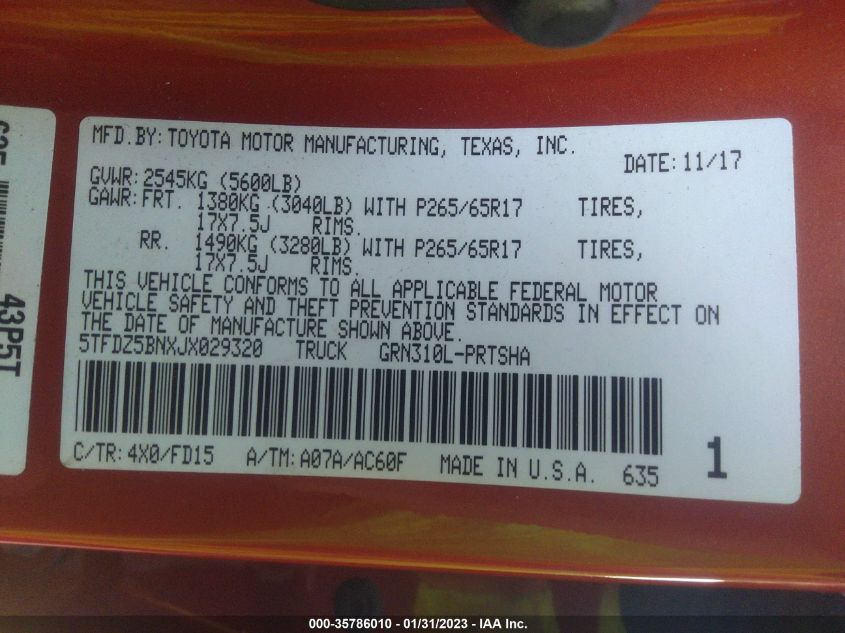 MFD.BY: TOYOTA MOTOR MANUFACTURING, TEXAS, INC.
DATE: 11/17
GVWR: 2545KG (5600LB)
GAWR: FRT. 1380KG (3040LB) WITH P265/65R17 TIRES,
17X7.5J RIMS.
RR. 1490KG (3280LB) WITH P265/65R17 TIRES,
17X7.5J RIMS.
THIS VEHICLE CONFORMS TO ALL APPLICABLE FEDERAL MOTOR
VEHICLE SAFETY AND THEFT PREVENTION STANDARDS IN EFFECT ON
THE DATE OF MANUFACTURE SHOWN ABOVE.
5TFDZ5BNXJX029320 TRUCK GRN310L-PRTSHA
C/TR: 4X0/FD15 A/TM: A07A/AC60F MADE IN U.S.A. 635
1
43P5T
000-35786010 - 01/31/2023 - IAA Inc.